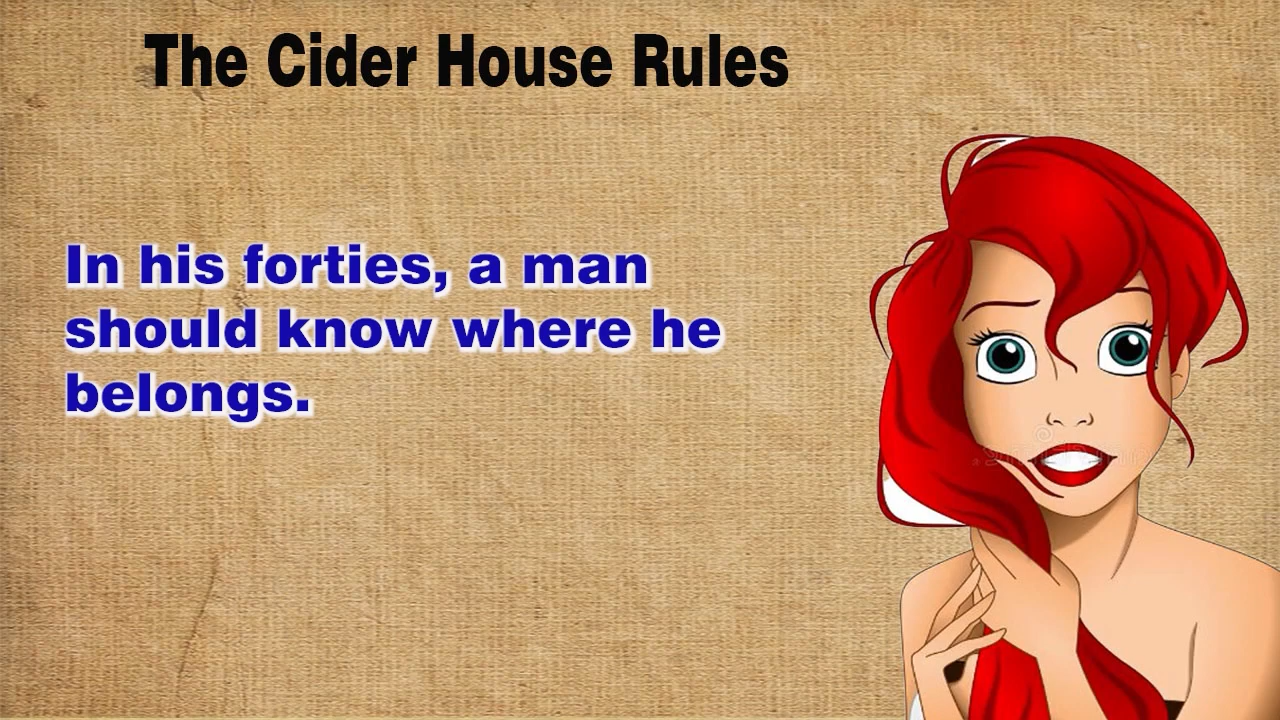 The Cider House Rules
In his forties, a man
should know where he
belongs.